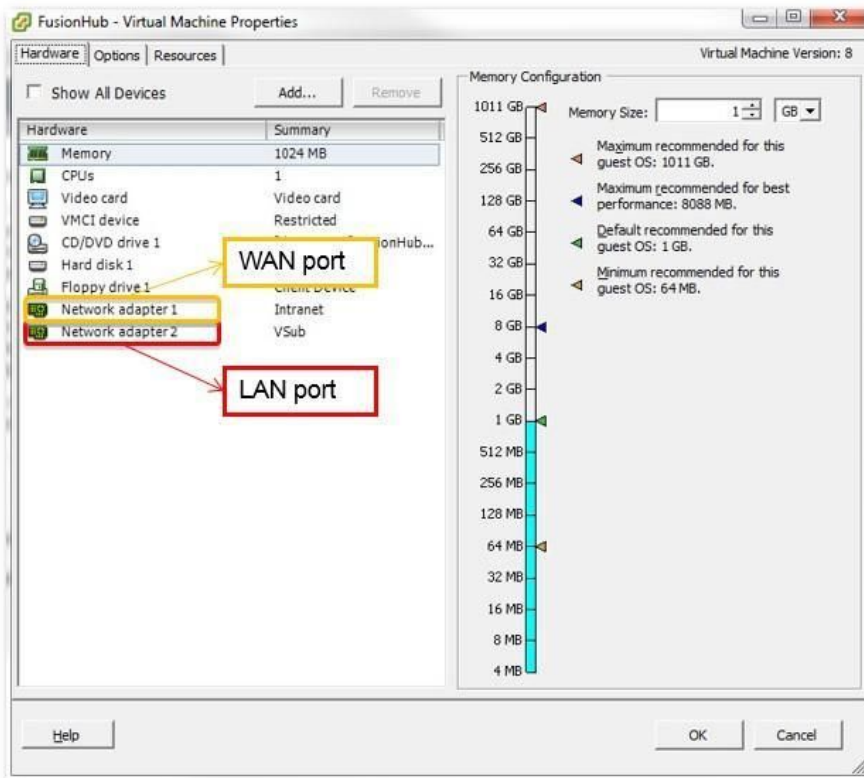 FusionHub - Virtual Machine Properties
Hardware Options Resources
Virtual Machine Version: 8
Show All Devices
Add...
Remove
Hardware Summary
Memory 1024 MB
CPUs 1
Video card Video card
VMCI device Restricted
CD/DVD drive 1 ionHub...
Hard disk 1
Floppy drive 1 Client Device
Network adapter 1 Intranet
Network adapter 2 VSub
WAN port
LAN port
Memory Configuration
1011 GB
512 GB
256 GB
128 GB
64 GB
32 GB
16 GB
8 GB
4 GB
2 GB
1 GB
512 MB
256 MB
128 MB
64 MB
32 MB
16 MB
8 MB
4 MB
Memory Size: 1 GB
Maximum recommended for this
guest OS: 1011 GB.
Maximum recommended for best
performance: 8088 MB.
Default recommended for this
guest OS: 1 GB.
Minimum recommended for this
guest OS: 64 MB.
Help
OK
Cancel